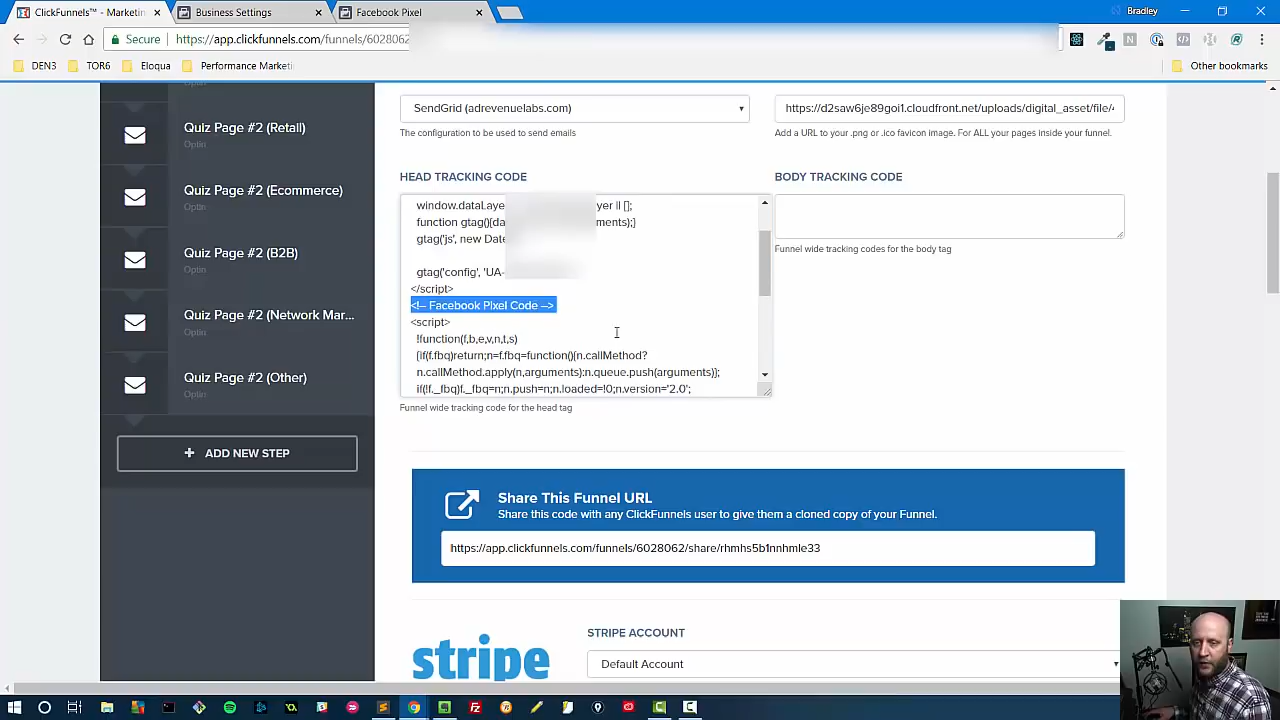 ClickFunnels™ - Marketin
Business Settings
Facebook Pixel
Bradley
Secure
https://app.clickfunnels.com/funnels/6028062
DEN3
TOR6
Eloqua
Performance Marketi
Other bookmarks
SendGrid (adrevenuelabs.com)
https://d2saw6je89goi1.cloudfront.net/uploads/digital_asset/file/
The configuration to be used to send emails
Add a URL to your .png or .ico favicon image. For ALL your pages inside your funnel.
Optin
Quiz Page #2 (Retail)
Optin
Quiz Page #2 (Ecommerce)
Optin
Quiz Page #2 (B2B)
Optin
Quiz Page #2 (Network Mar...
Optin
Quiz Page #2 (Other)
Optin
+ ADD NEW STEP
HEAD TRACKING CODE
BODY TRACKING CODE
window.dataLaye yer || [];
function gtag(){da ments);}
gtag('js', new Date
gtag('config', 'UA-
</script>
<!-- Facebook Pixel Code -->
<script>
!function(f,b,e,v,n,t,s)
{if(f.fbq)return;n=f.fbq=function(){n.callMethod?
n.callMethod.apply(n,arguments):n.queue.push(arguments)};
if(!f._fbq)f._fbq=n;n.push=n;n.loaded=!0;n.version='2.0';
Funnel wide tracking codes for the body tag
Funnel wide tracking code for the head tag
Share This Funnel URL
Share this code with any ClickFunnels user to give them a cloned copy of your Funnel.
https://app.clickfunnels.com/funnels/6028062/share/rhmhs5b1nnhmle33
stripe
STRIPE ACCOUNT
Default Account